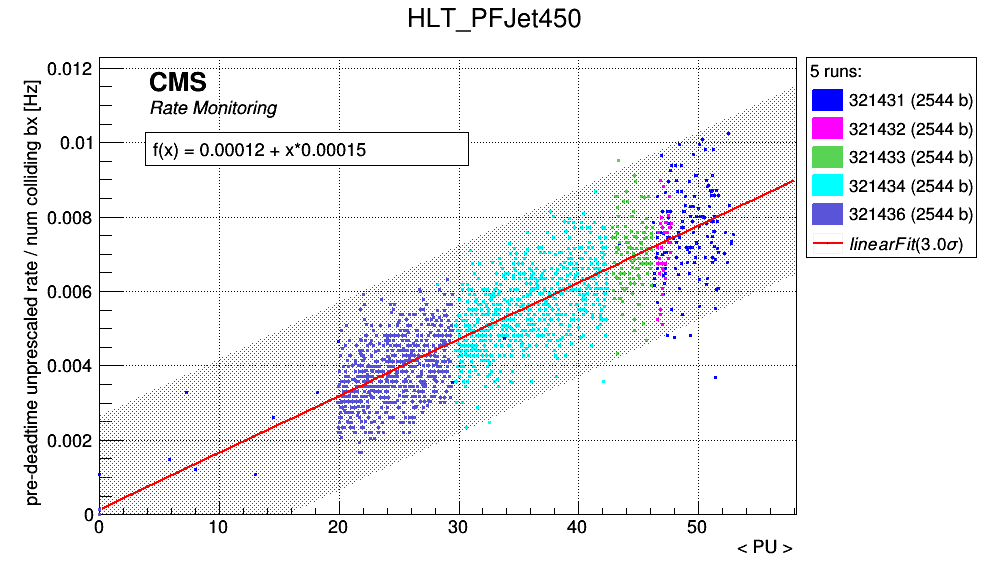 HLT_PFJet450
pre-deadtime unprescaled rate / num colliding bx [Hz]
0.012
0.01
0.008
0.006
0.004
0.002
0
CMS
Rate Monitoring
f(x) = 0.00012 + x*0.00015
0 10 20 30 40 50
< PU >
5 runs:
321431 (2544 b)
321432 (2544 b)
321433 (2544 b)
321434 (2544 b)
321436 (2544 b)
linearFit(3.0σ)